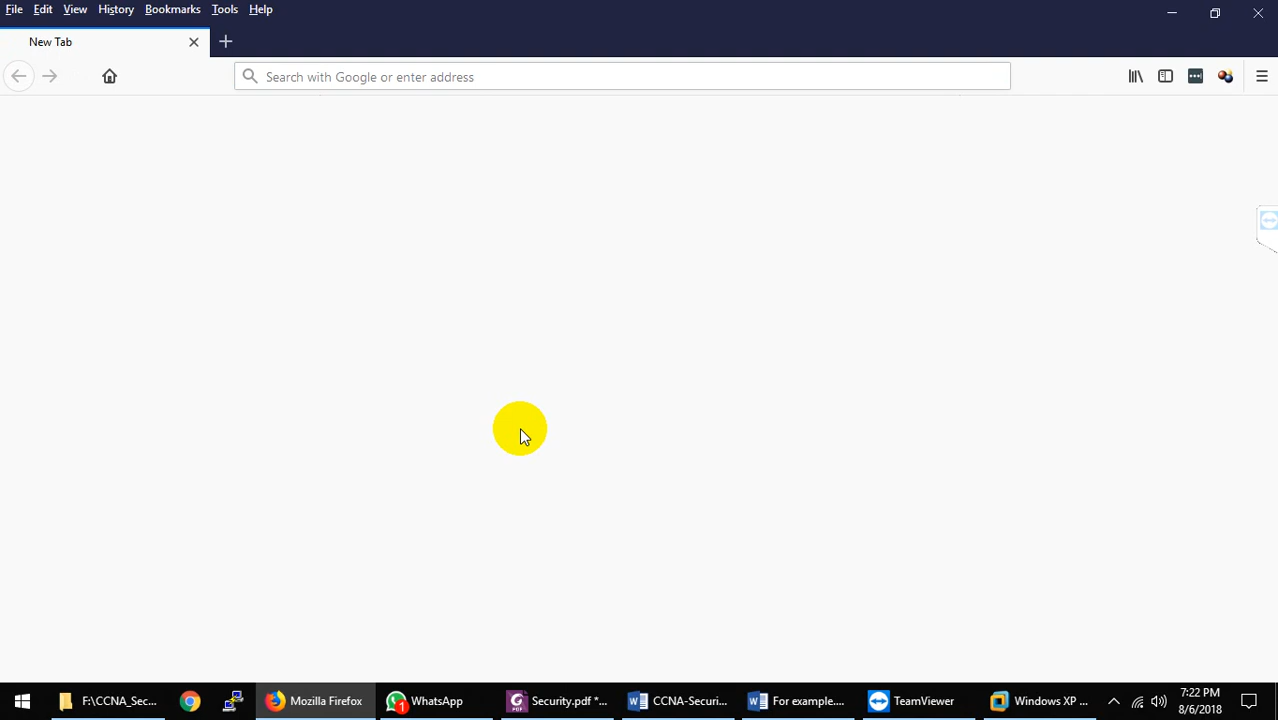 File Edit View History Bookmarks Tools Help
New Tab
Search with Google or enter address
F:\CCNA_Sec... Mozilla Firefox 1 WhatsApp Security.pdf *... CCNA-Securi... For example.... TeamViewer Windows XP ... 7:22 PM
8/6/2018